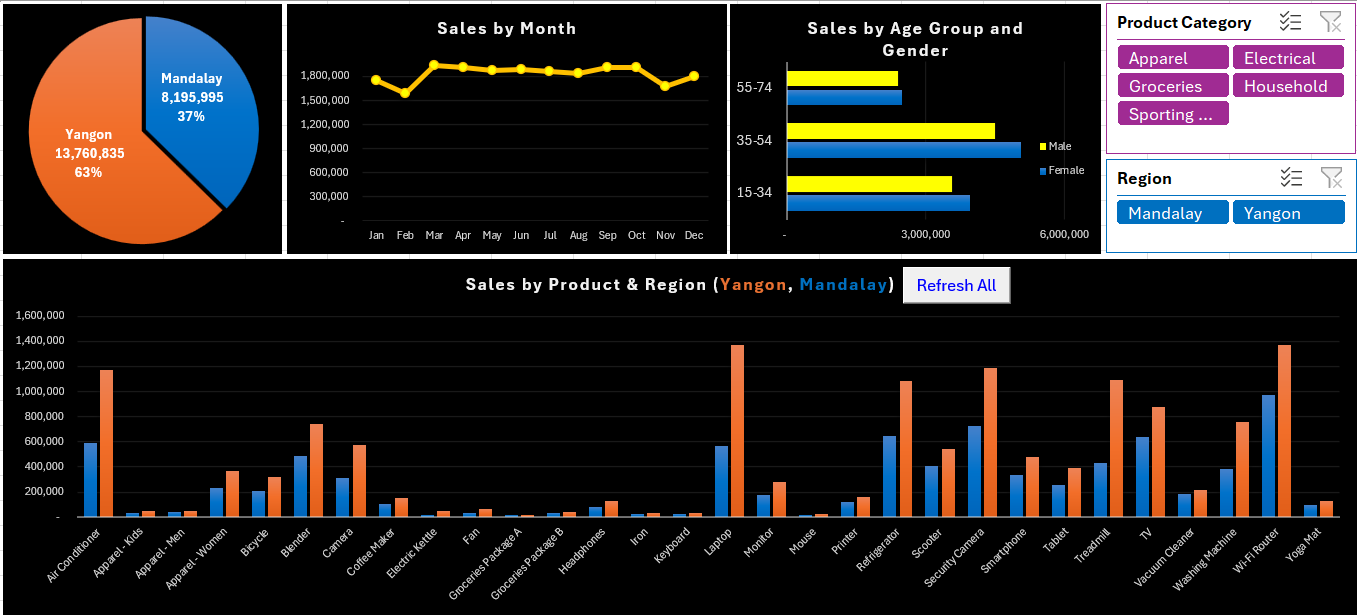 Mandalay
8,195,995
37%
Yangon
13,760,835
63%
Sales by Month
1,800,000
1,500,000
1,200,000
900,000
600,000
300,000
-
Jan Feb Mar Apr May Jun Jul Aug Sep Oct Nov Dec
Sales by Age Group and
Gender
55-74
35-54
15-34
Male
Female
- 3,000,000 6,000,000
Product Category
Apparel Electrical
Groceries Household
Sporting ...
Region
Mandalay Yangon
Sales by Product & Region (Yangon, Mandalay)
Refresh All
1,600,000
1,400,000
1,200,000
1,000,000
800,000
600,000
400,000
200,000
-
Air Conditioner
Apparel - Kids
Apparel - Men
Apparel - Women
Bicycle
Blender
Camera
Coffee Maker
Electric Kettle
Fan
Groceries Package A
Groceries Package B
Headphones
Iron
Keyboard
Laptop
Monitor
Mouse
Printer
Refrigerator
Scooter
Security Camera
Smartphone
Tablet
Treadmill
TV
Vacuum Cleaner
Washing Machine
Wi-Fi Router
Yoga Mat